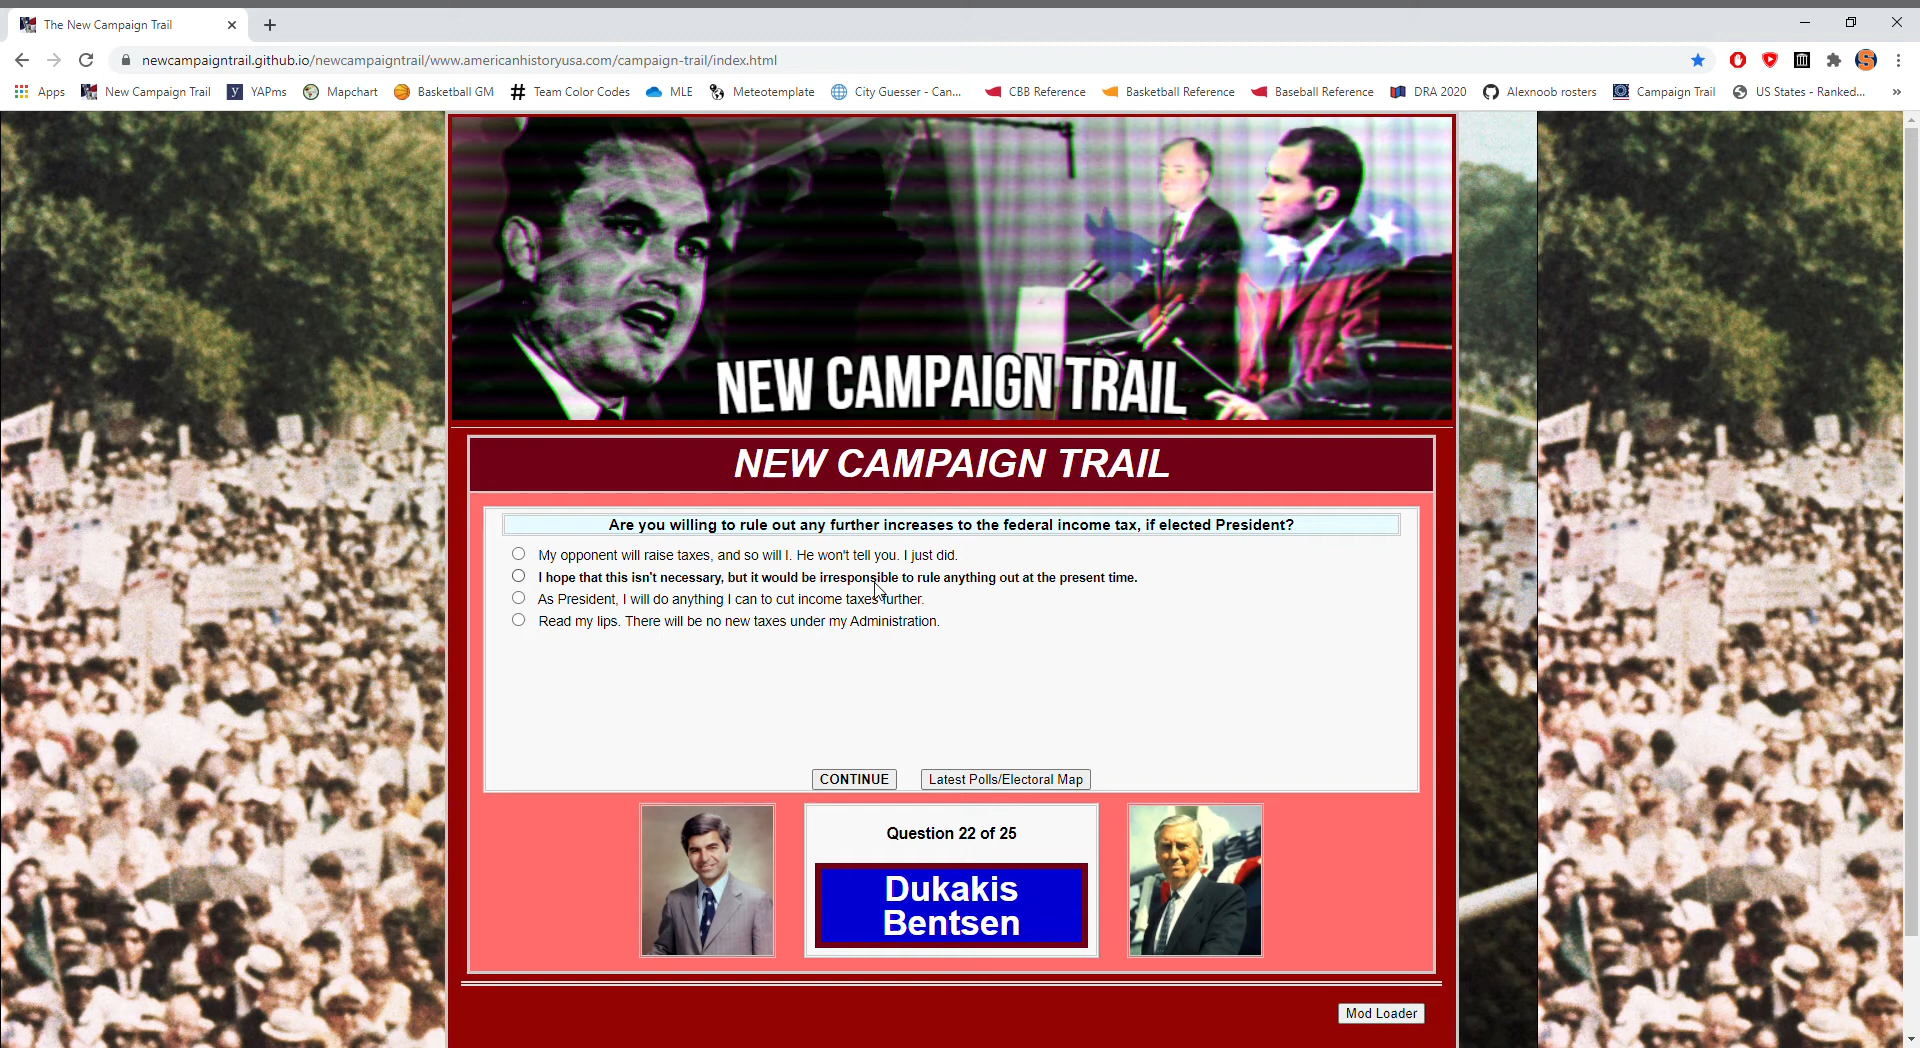 The New Campaign Trail
newcampaigntrail.github.io/newcampaigntrail/www.americanhistoryusa.com/campaign-trail/index.html
Apps New Campaign Trail YAPms Mapchart Basketball GM Team Color Codes MLE Meteotemplate City Guesser - Can... CBB Reference Basketball Reference Baseball Reference DRA 2020 Alexnoob rosters Campaign Trail US States - Ranked... »
NEW CAMPAIGN TRAIL
NEW CAMPAIGN TRAIL
Are you willing to rule out any further increases to the federal income tax, if elected President?
My opponent will raise taxes, and so will I. He won't tell you. I just did.
I hope that this isn't necessary, but it would be irresponsible to rule anything out at the present time.
As President, I will do anything I can to cut income taxes further.
Read my lips. There will be no new taxes under my Administration.
CONTINUE Latest Polls/Electoral Map
Question 22 of 25
Dukakis
Bentsen
Mod Loader